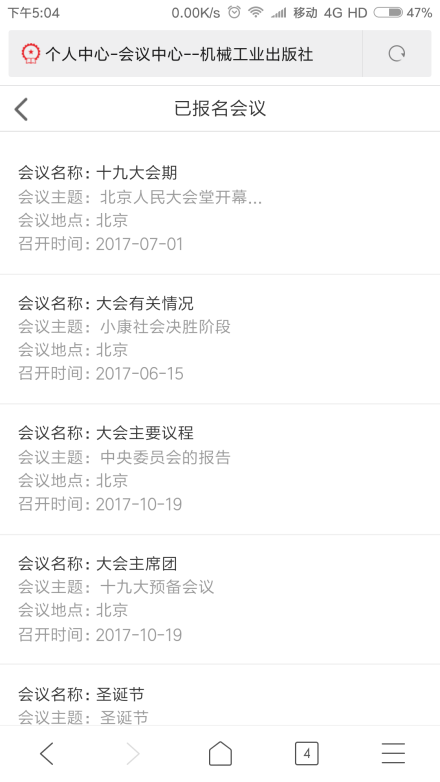 下午5:04 0.00K/s 移动 4G HD 47%
个人中心-会议中心--机械工业出版社
已报名会议
会议名称: 十九大会期
会议主题: 北京人民大会堂开幕...
会议地点: 北京
召开时间: 2017-07-01
会议名称: 大会有关情况
会议主题: 小康社会决胜阶段
会议地点: 北京
召开时间: 2017-06-15
会议名称: 大会主要议程
会议主题: 中央委员会的报告
会议地点: 北京
召开时间: 2017-10-19
会议名称: 大会主席团
会议主题: 十九大预备会议
会议地点: 北京
召开时间: 2017-10-19
会议名称: 圣诞节
会议主题: 圣诞节
4